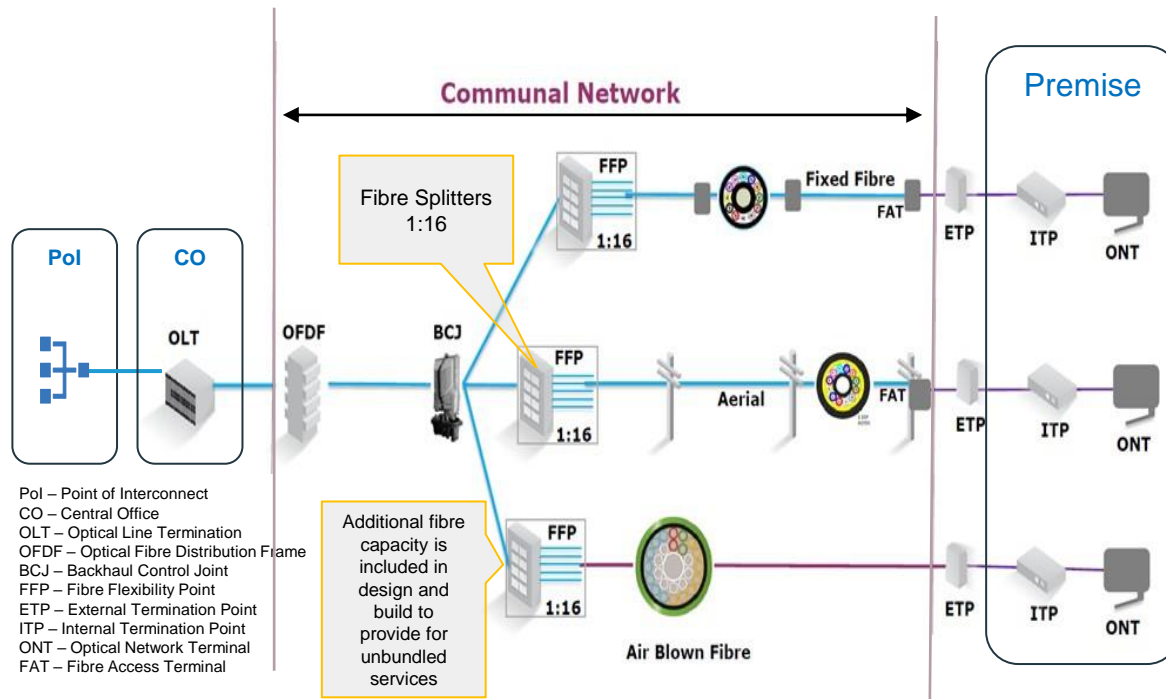 Communal Network
Premise
Fibre Splitters
1:16
FFP
1:16
Fixed Fibre
FAT
ETP
ITP
ONT
PoI
CO
OLT
OFDF
BCJ
FFP
1:16
Aerial
FAT
ETP
ITP
ONT
Additional fibre
capacity is
included in
design and
build to
provide for
unbundled
services
FFP
1:16
Air Blown Fibre
ETP
ITP
ONT
PoI – Point of Interconnect
CO – Central Office
OLT – Optical Line Termination
OFDF – Optical Fibre Distribution Frame
BCJ – Backhaul Control Joint
FFP – Fibre Flexibility Point
ETP – External Termination Point
ITP – Internal Termination Point
ONT – Optical Network Terminal
FAT – Fibre Access Terminal